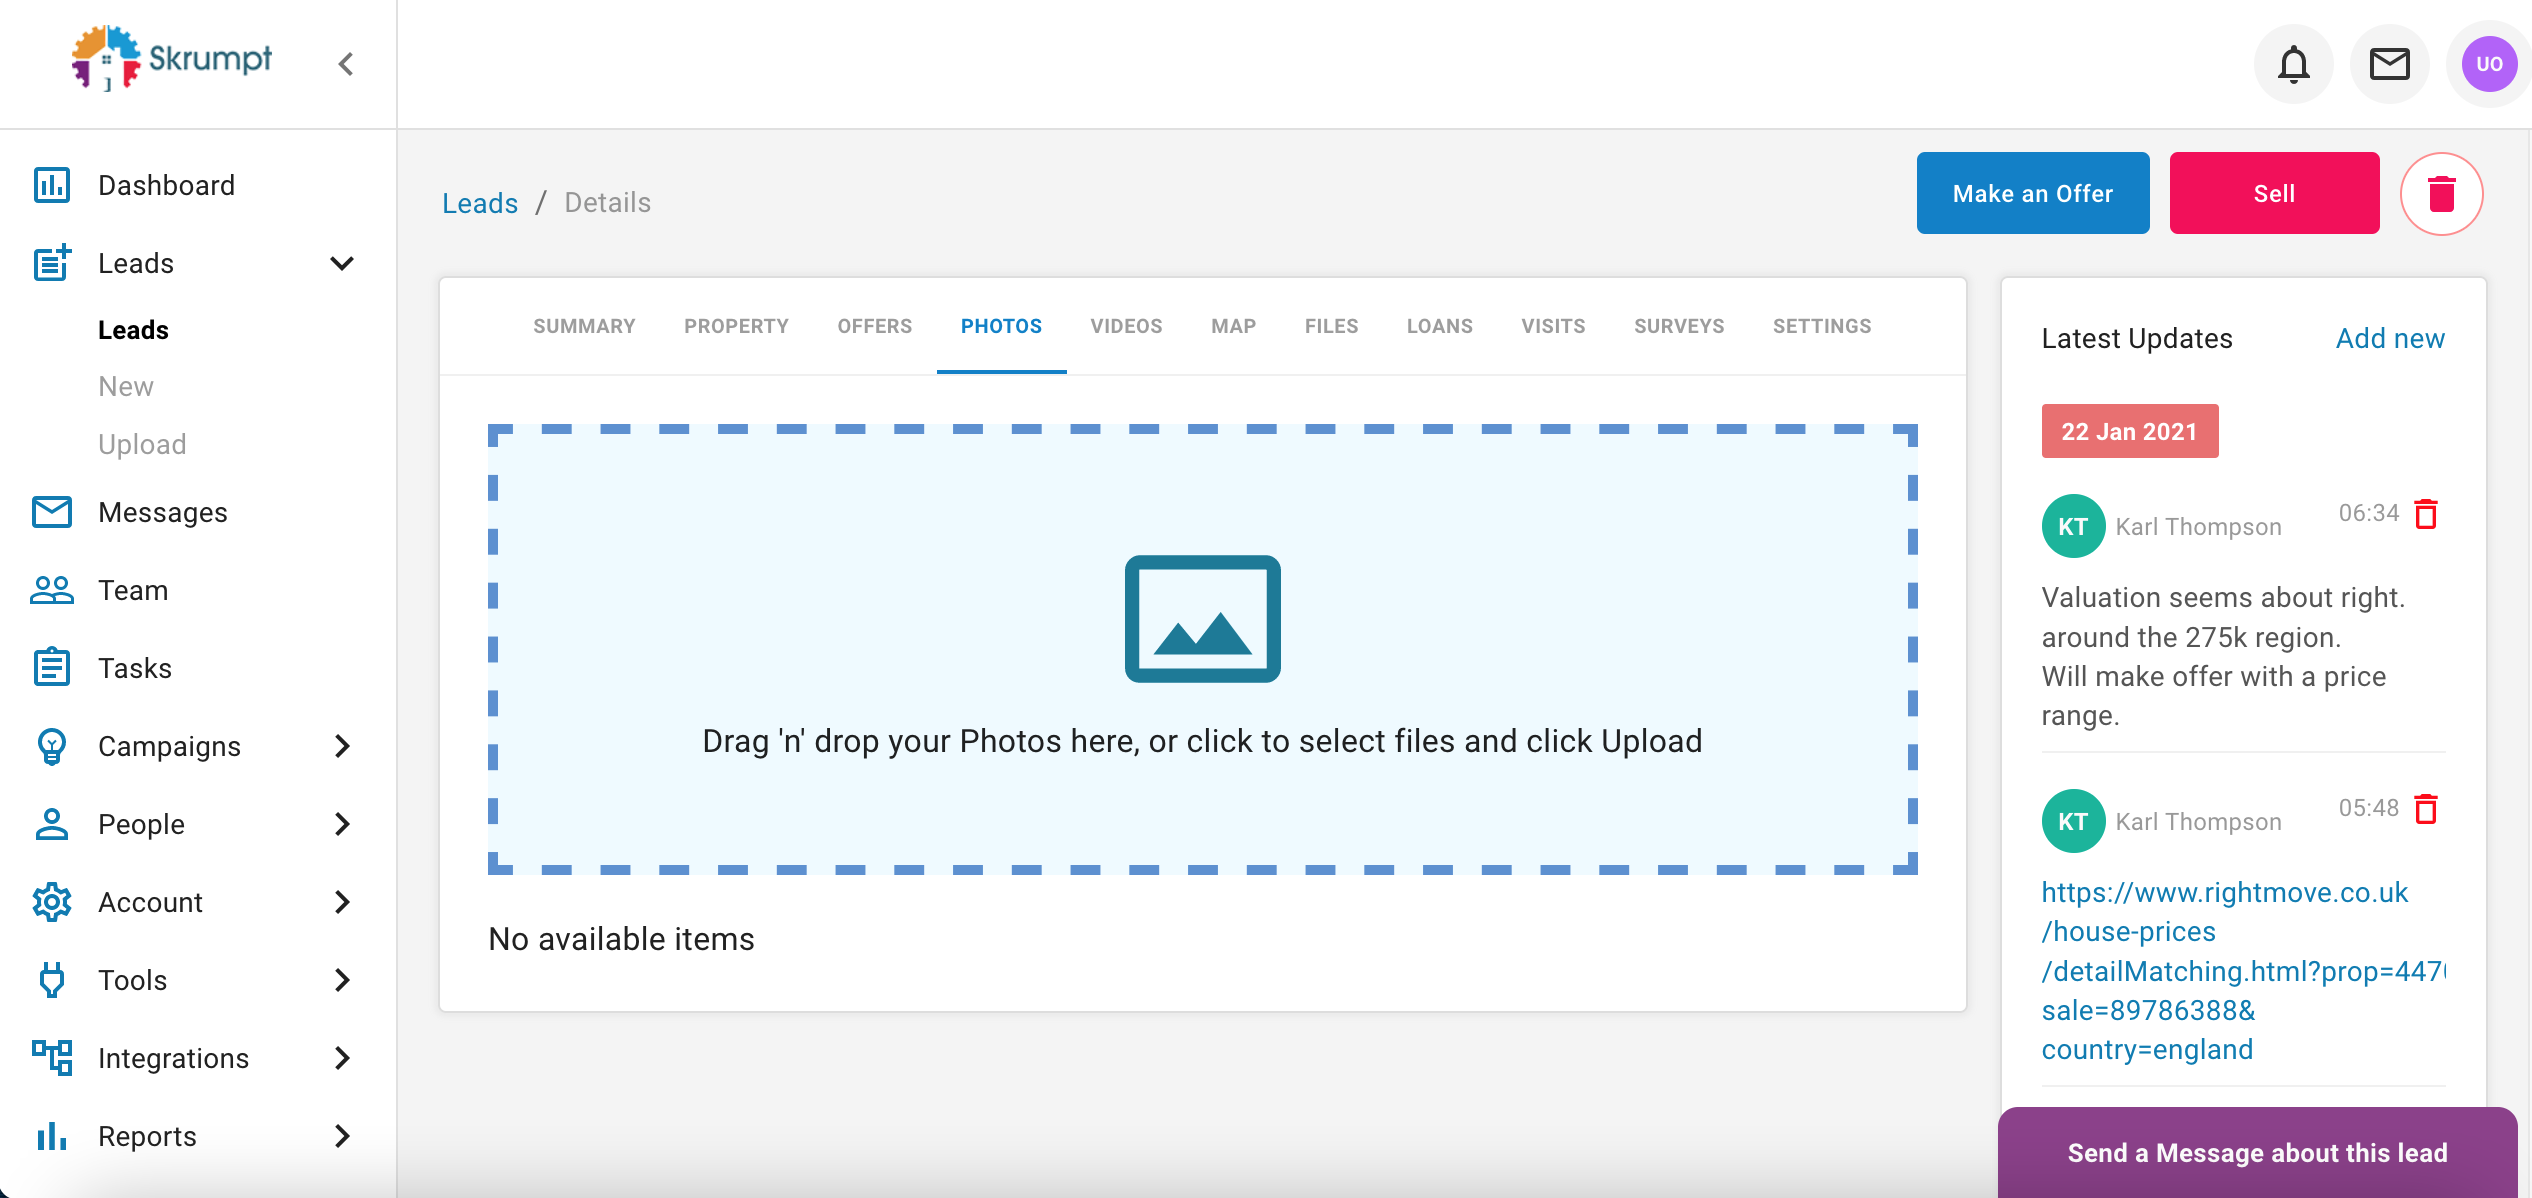 Skrumpt
UO
Dashboard
Leads
Leads
New
Upload
Messages
Team
Tasks
Campaigns
People
Account
Tools
Integrations
Reports
Leads / Details
Make an Offer
Sell
SUMMARY PROPERTY OFFERS PHOTOS VIDEOS MAP FILES LOANS VISITS SURVEYS SETTINGS
Drag 'n' drop your Photos here, or click to select files and click Upload
No available items
Latest Updates Add new
22 Jan 2021
KT Karl Thompson 06:34
Valuation seems about right.
around the 275k region.
Will make offer with a price
range.
KT Karl Thompson 05:48
https://www.rightmove.co.uk
/house-prices
/detailMatching.html?prop=447
sale=89786388&
country=england
Send a Message about this lead